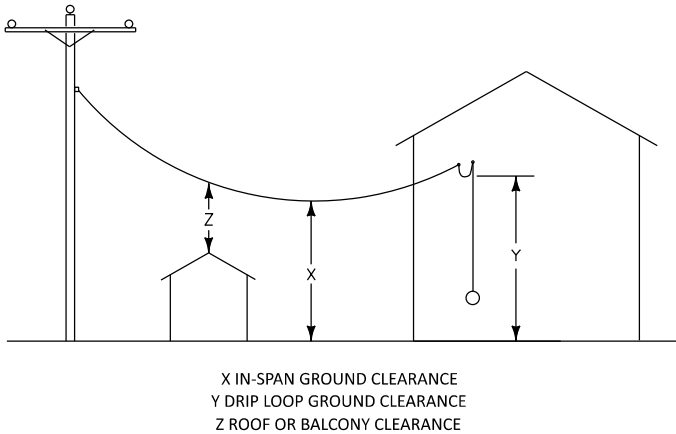 Z
X
Y
X IN-SPAN GROUND CLEARANCE
Y DRIP LOOP GROUND CLEARANCE
Z ROOF OR BALCONY CLEARANCE